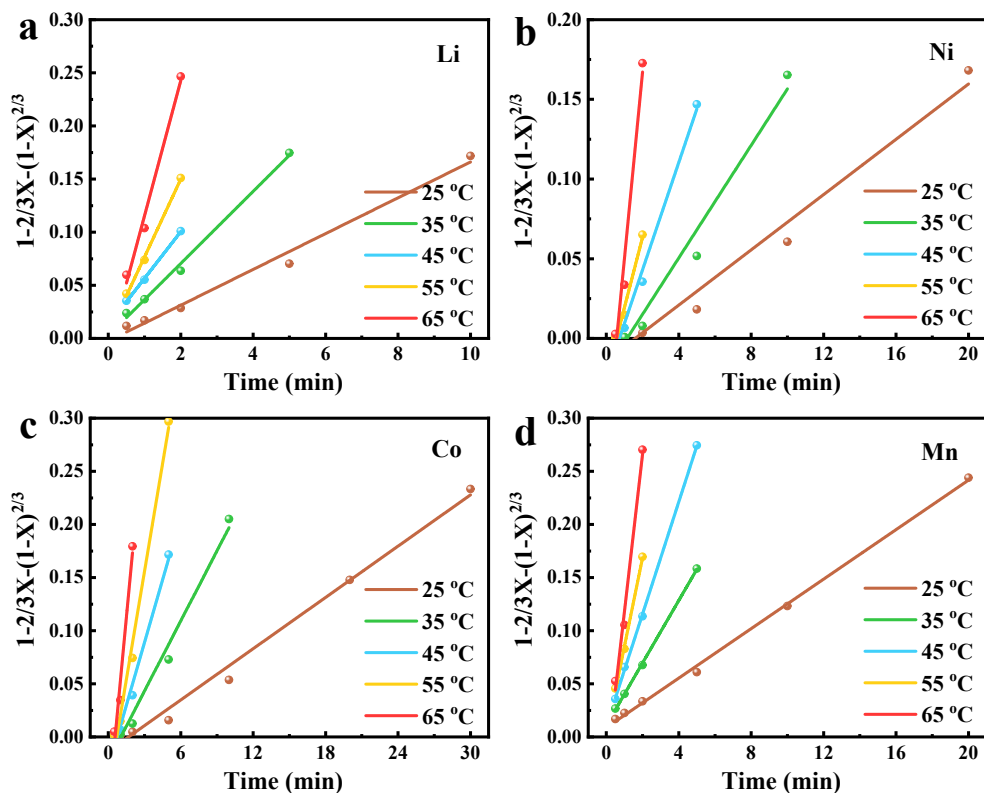 a
Li
1-2/3X-(1-X)^2/3
0.30
0.25
0.20
0.15
0.10
0.05
0.00
25 °C
35 °C
45 °C
55 °C
65 °C
0 2 4 6 8 10
Time (min)
b
Ni
1-2/3X-(1-X)^2/3
0.20
0.15
0.10
0.05
0.00
25 °C
35 °C
45 °C
55 °C
65 °C
0 4 8 12 16 20
Time (min)
c
Co
1-2/3X-(1-X)^2/3
0.30
0.25
0.20
0.15
0.10
0.05
0.00
25 °C
35 °C
45 °C
55 °C
65 °C
0 6 12 18 24 30
Time (min)
d
Mn
1-2/3X-(1-X)^2/3
0.30
0.25
0.20
0.15
0.10
0.05
0.00
25 °C
35 °C
45 °C
55 °C
65 °C
0 4 8 12 16 20
Time (min)